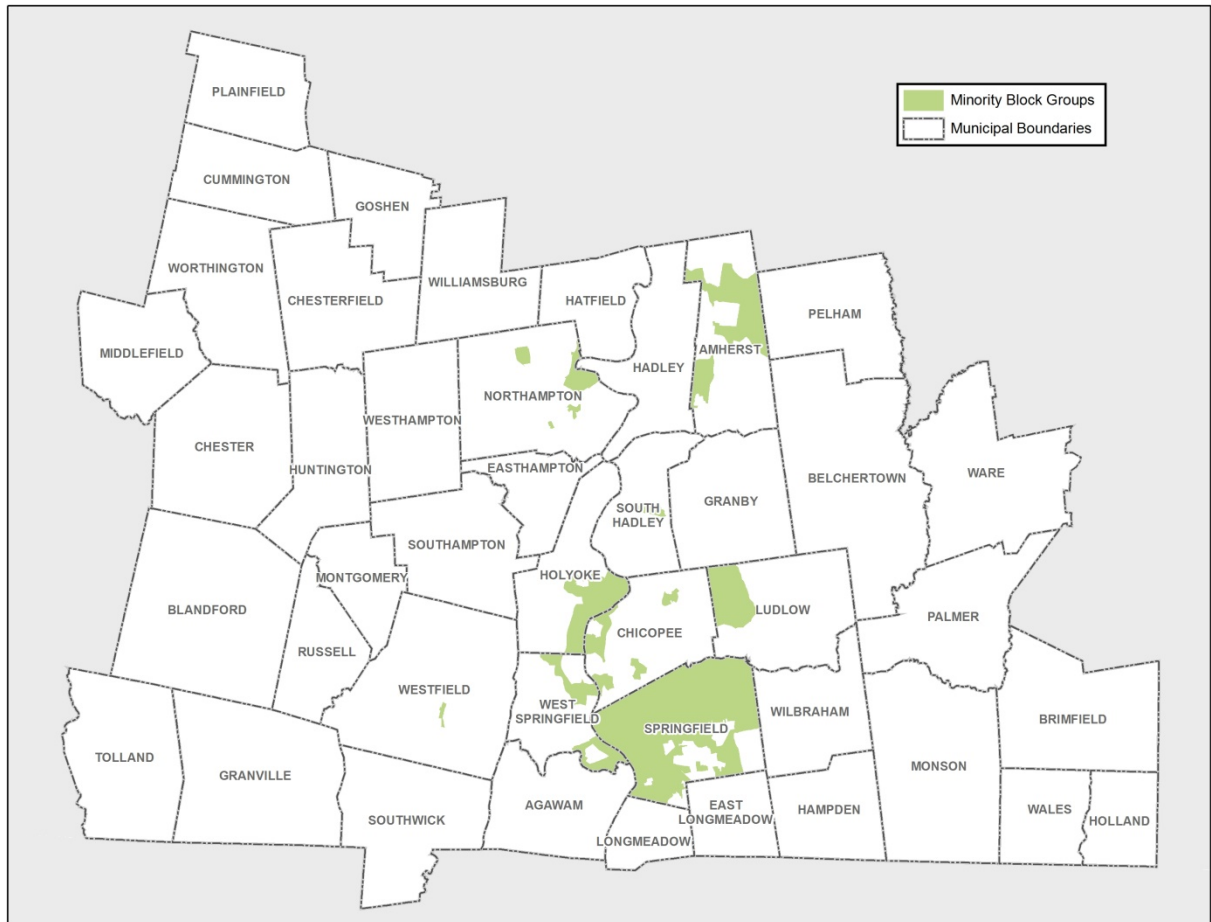 PLAINFIELD
Minority Block Groups
Municipal Boundaries
CUMMINGTON
GOSHEN
WORTHINGTON
WILLIAMSBURG
CHESTERFIELD
HATFIELD
PELHAM
MIDDLEFIELD
AMHERST
HADLEY
NORTHAMPTON
WESTHAMPTON
CHESTER
HUNTINGTON
EASTHAMPTON
WARE
BELCHERTOWN
GRANBY
SOUTH
HADLEY
SOUTHAMPTON
HOLYOKE
MONTGOMERY
BLANDFORD
LUDLOW
PALMER
CHICOPEE
RUSSELL
WESTFIELD
WEST
SPRINGFIELD
WILBRAHAM
BRIMFIELD
SPRINGFIELD
TOLLAND
GRANVILLE
MONSON
AGAWAM
EAST
LONGMEADOW
HAMPDEN
WALES
HOLLAND
SOUTHWICK
LONGMEADOW